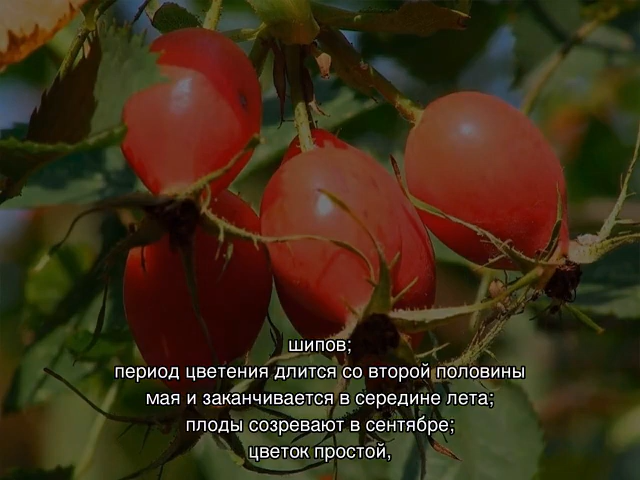 шипов;
период цветения длится со второй половины
мая и заканчивается в середине лета;
плоды созревают в сентябре;
цветок простой,